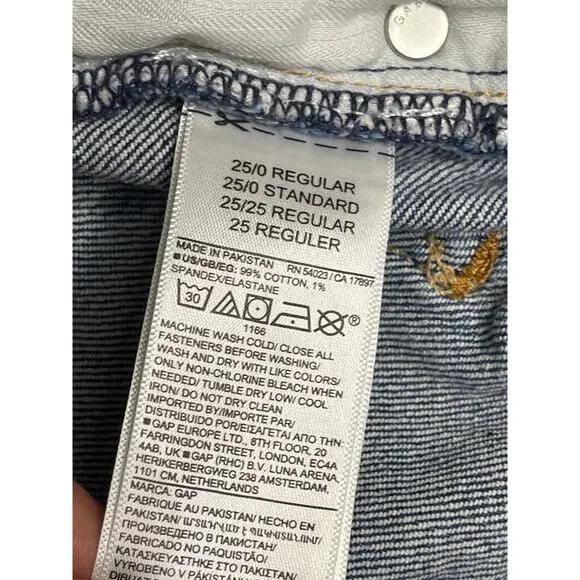 GAP
25/0 REGULAR
25/0 STANDARD
25/25 REGULAR
25 REGULER
MADE IN PAKISTAN RN 54023 / CA 17897
■ US/GB/EG: 99% COTTON, 1%
SPANDEX/ELASTANE
30
1166
MACHINE WASH COLD/ CLOSE ALL
FASTENERS BEFORE WASHING/
WASH AND DRY WITH LIKE COLORS/
ONLY NON-CHLORINE BLEACH WHEN
NEEDED/ TUMBLE DRY LOW/ COOL
IRON/ DO NOT DRY CLEAN
IMPORTED BY/IMPORTE PAR/
DISTRIBUIDO POR/ΕΙΣΑΓΕΤΑΙ ΑΠΟ ΤΗΝ-
■ GAP EUROPE LTD., 8TH FLOOR, 20
FARRINGDON STREET, LONDON, EC4A
4AB, UK ■ GAP (RHC) B.V. LUNA ARENA,
HERIKERBERGWEG 238 AMSTERDAM,
1101 CM, NETHERLANDS
MARCA: GAP
FABRIQUE AU PAKISTAN/ HECHO EN
PAKISTAN/ ՊԱՏՐԱՍՏՎԱԾ Է ՊԱԿԻՍՏԱՆՈՒՄ/
ПРОИЗВЕДЕНО В ПАКИСТАН/
FABRICADO NO PAQUISTÃO/
ΚΑΤΑΣΚΕΥΑΣΤΗΚΕ ΣΤΟ
VYROBENO V PÁKISTÁN/